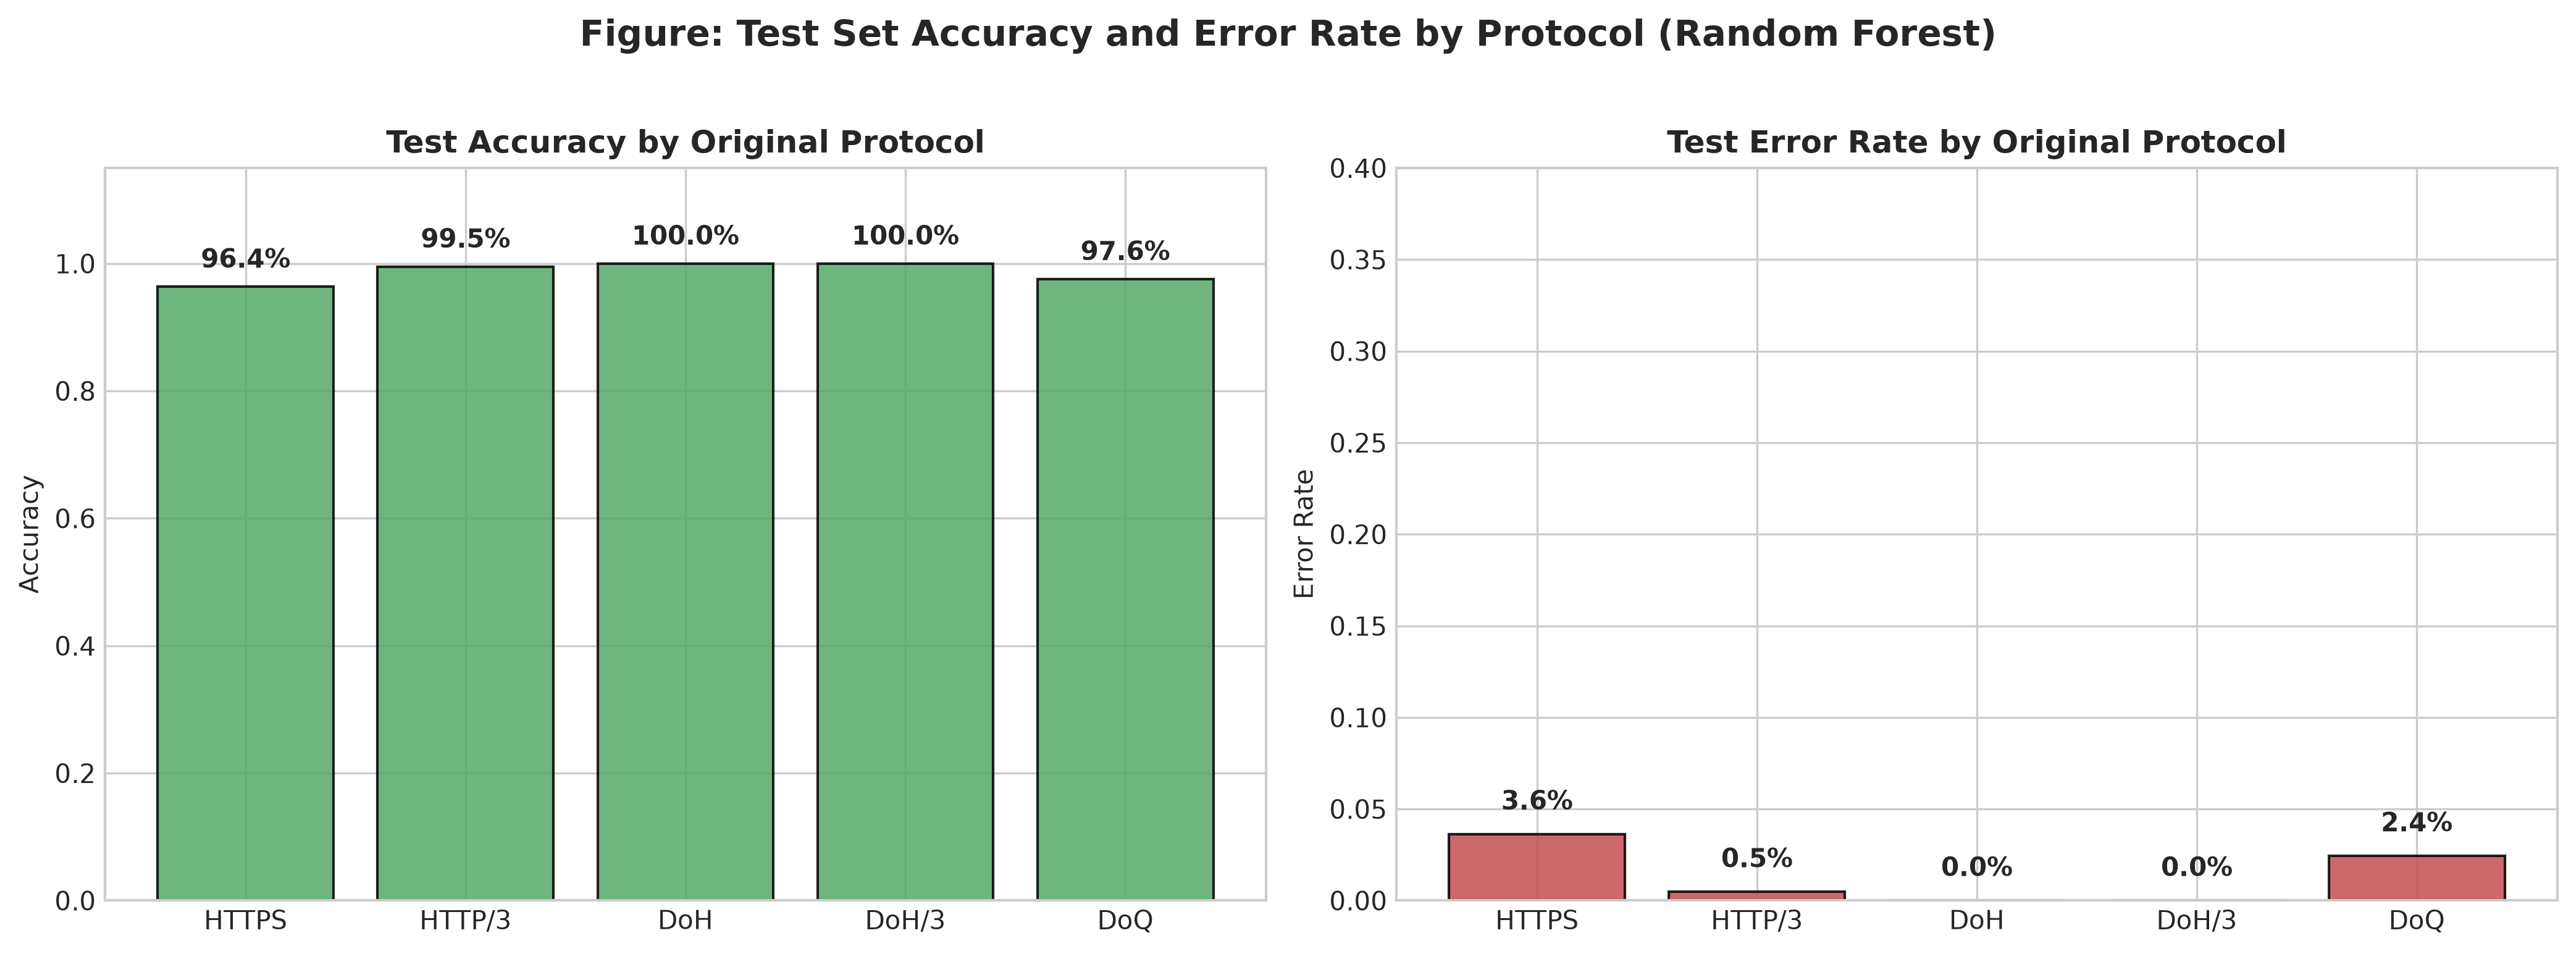 Figure: Test Set Accuracy and Error Rate by Protocol (Random Forest)
Test Accuracy by Original Protocol
Accuracy
1.0
0.8
0.6
0.4
0.2
0.0
96.4%
99.5%
100.0%
100.0%
97.6%
HTTPS
HTTP/3
DoH
DoH/3
DoQ
Test Error Rate by Original Protocol
Error Rate
0.40
0.35
0.30
0.25
0.20
0.15
0.10
0.05
0.00
3.6%
0.5%
0.0%
0.0%
2.4%
HTTPS
HTTP/3
DoH
DoH/3
DoQ